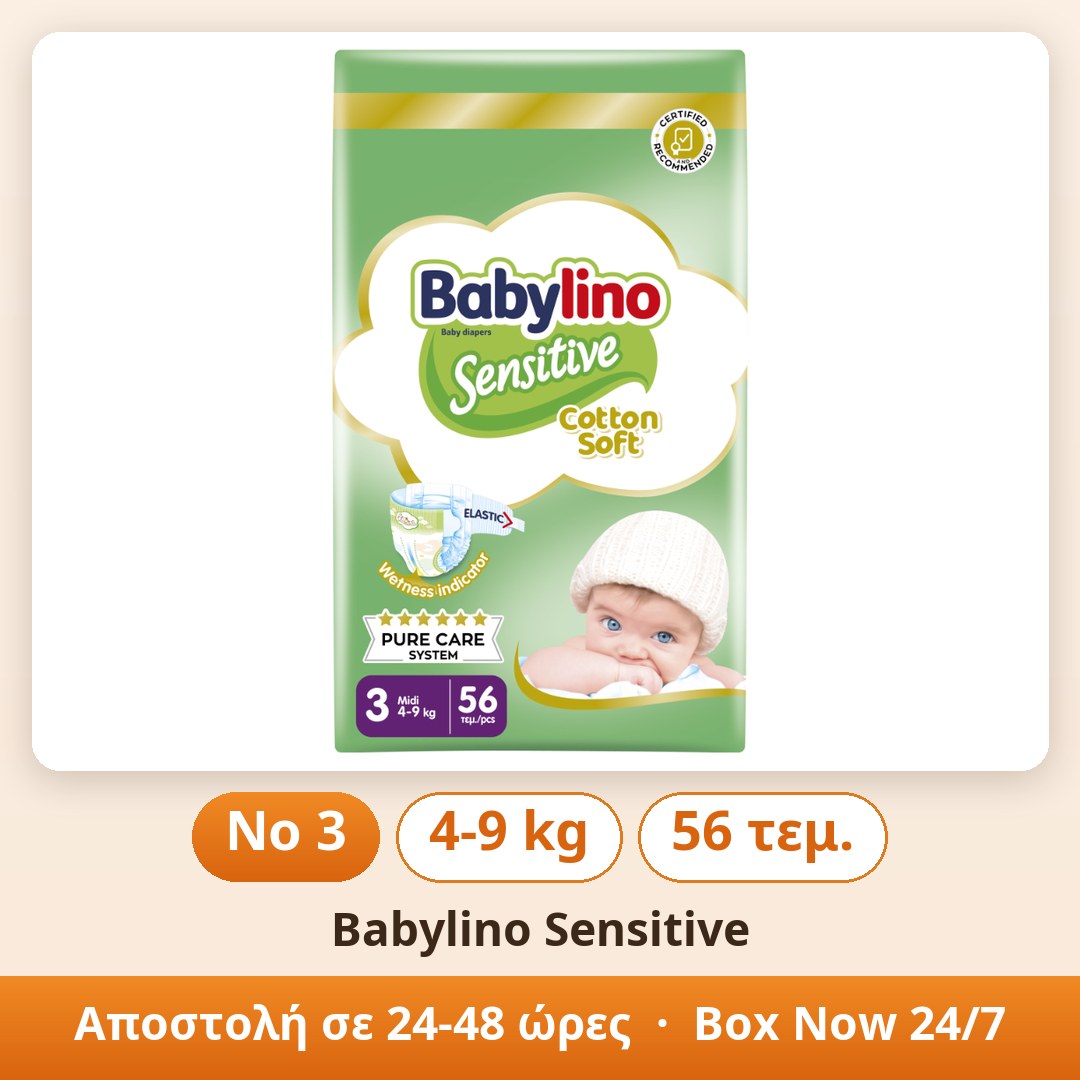 CERTIFIED
AND
RECOMMENDED
Babylino
Baby diapers
Sensitive
Cotton
Soft
ELASTIC
Wetness indicator
PURE CARE
SYSTEM
3 Midi 56
4-9 kg τεμ./pcs
No 3 4-9 kg 56 τεμ.
Babylino Sensitive
Αποστολή σε 24-48 ώρες · Box Now 24/7